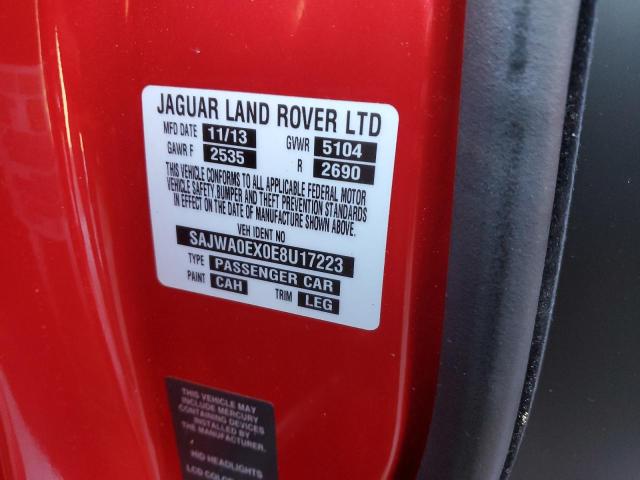 JAGUAR LAND ROVER LTD
MFD DATE 11/13 GVWR 5104
GAWR F 2535 R 2690
THIS VEHICLE CONFORMS TO ALL APPLICABLE FEDERAL MOTOR
VEHICLE SAFETY, BUMPER AND THEFT PREVENTION STANDARDS
IN EFFECT ON THE DATE OF MANUFACTURE SHOWN ABOVE.
VEH IDENT NO
SAJWA0EX0E8U17223
TYPE PASSENGER CAR
PAINT CAH TRIM LEG
THIS VEHICLE MAY
INCLUDE MERCURY
CONTAINING DEVICES
INSTALLED BY
THE MANUFACTURER.
HID HEADLIGHTS